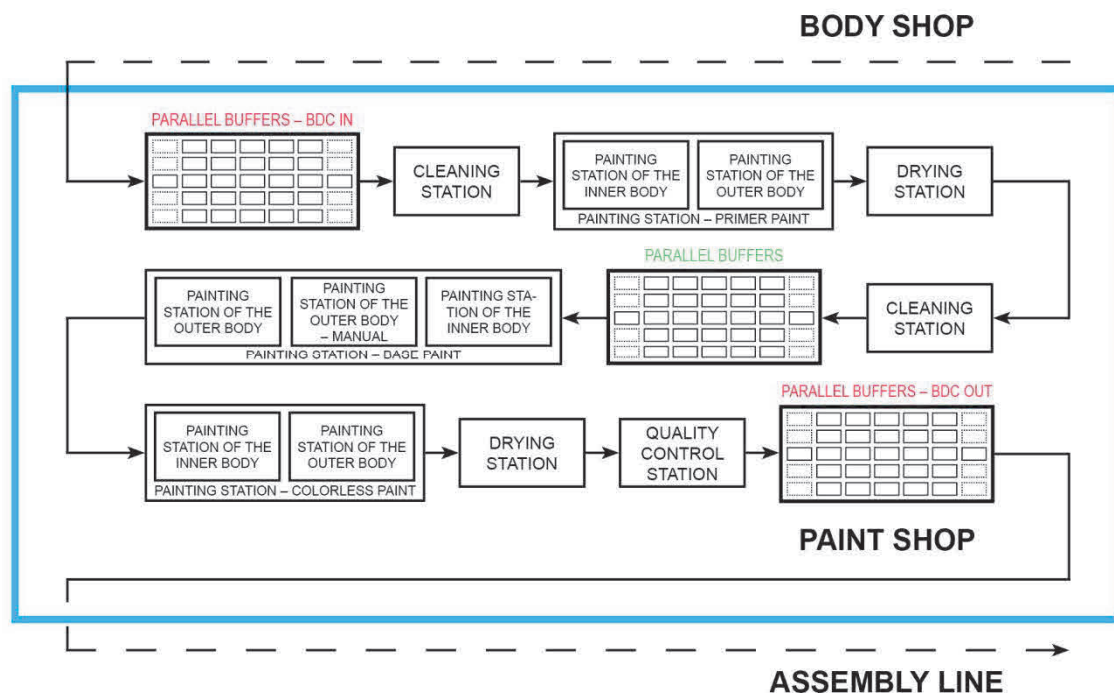 BODY SHOP
PARALLEL BUFFERS – BDC IN
CLEANING
STATION
PAINTING
STATION OF THE
INNER BODY
PAINTING
STATION OF THE
OUTER BODY
PAINTING STATION – PRIMER PAINT
DRYING
STATION
PARALLEL BUFFERS
PAINTING
STATION OF THE
OUTER BODY
PAINTING
STATION OF THE
OUTER BODY
– MANUAL
PAINTING STA-
TION OF THE
INNER BODY
PAINTING STATION – BASE PAINT
CLEANING
STATION
PARALLEL BUFFERS – BDC OUT
PAINTING
STATION OF THE
INNER BODY
PAINTING
STATION OF THE
OUTER BODY
PAINTING STATION – COLORLESS PAINT
DRYING
STATION
QUALITY
CONTROL
STATION
PAINT SHOP
ASSEMBLY LINE